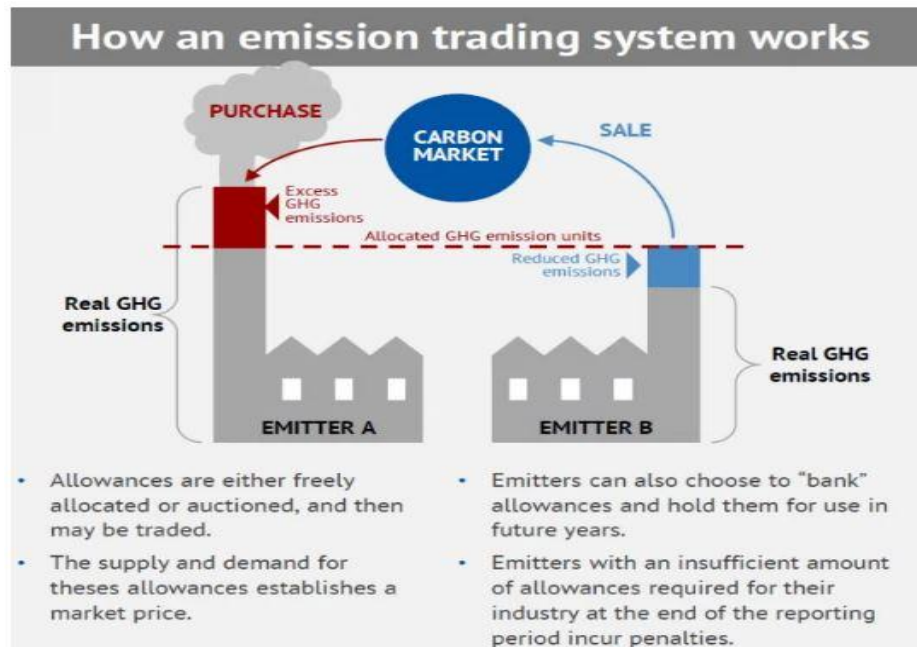 How an emission trading system works
PURCHASE
CARBON
MARKET
SALE
Excess
GHG
emissions
Allocated GHG emission units
Reduced GHG
emissions
Real GHG
emissions
Real GHG
emissions
EMITTER A
EMITTER B
• Allowances are either freely
allocated or auctioned, and then
may be traded.
• The supply and demand for
theses allowances establishes a
market price.
• Emitters can also choose to “bank”
allowances and hold them for use in
future years.
• Emitters with an insufficient amount
of allowances required for their
industry at the end of the reporting
period incur penalties.